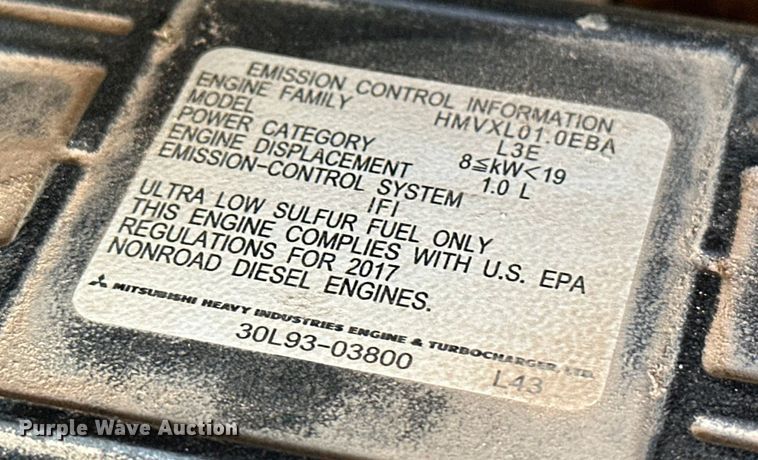 EMISSION CONTROL INFORMATION
ENGINE FAMILY HMVXL01.0EBA
MODEL L3E
POWER CATEGORY 8≦kW<19
ENGINE DISPLACEMENT 1.0 L
EMISSION-CONTROL SYSTEM
IFI
ULTRA LOW SULFUR FUEL ONLY
THIS ENGINE COMPLIES WITH U.S. EPA
REGULATIONS FOR 2017
NONROAD DIESEL ENGINES.
MITSUBISHI HEAVY INDUSTRIES ENGINE & TURBOCHARGER, LTD.
30L93-03800 L43
Purple Wave Auction